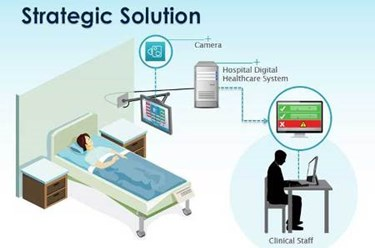 Strategic Solution
Camera
Hospital Digital
Healthcare System
Clinical Staff